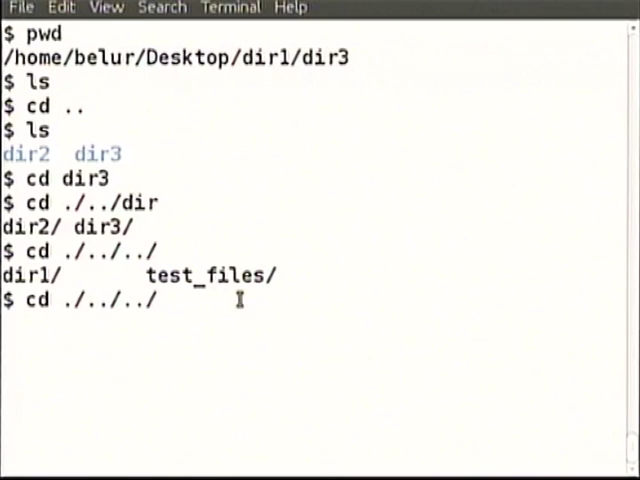 File Edit View Search Terminal Help
$ pwd
/home/belur/Desktop/dir1/dir3
$ ls
$ cd ..
$ ls
dir2  dir3
$ cd dir3
$ cd ./../dir
dir2/ dir3/
$ cd ./../../
dir1/       test_files/
$ cd ./../../